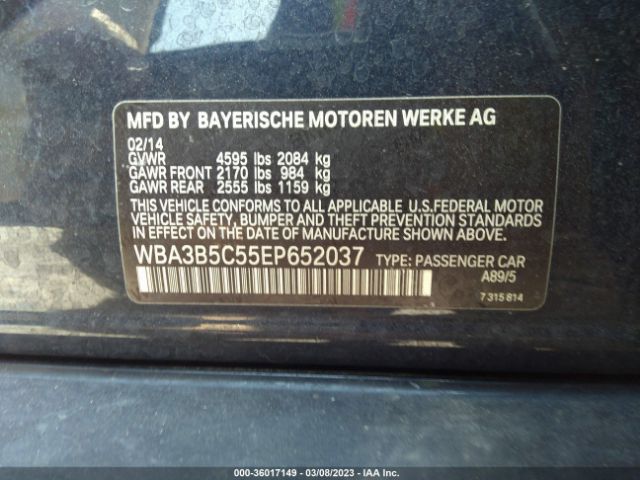 MFD BY BAYERISCHE MOTOREN WERKE AG
02/14
GVWR 4595 lbs 2084 kg
GAWR FRONT 2170 lbs 984 kg
GAWR REAR 2555 lbs 1159 kg
THIS VEHICLE CONFORMS TO ALL APPLICABLE U.S.FEDERAL MOTOR
VEHICLE SAFETY, BUMPER AND THEFT PREVENTION STANDARDS
IN EFFECT ON THE DATE OF MANUFACTURE SHOWN ABOVE.
WBA3B5C55EP652037 TYPE: PASSENGER CAR
A89/5
7 315 814
000-36017149 - 03/08/2023 - IAA Inc.